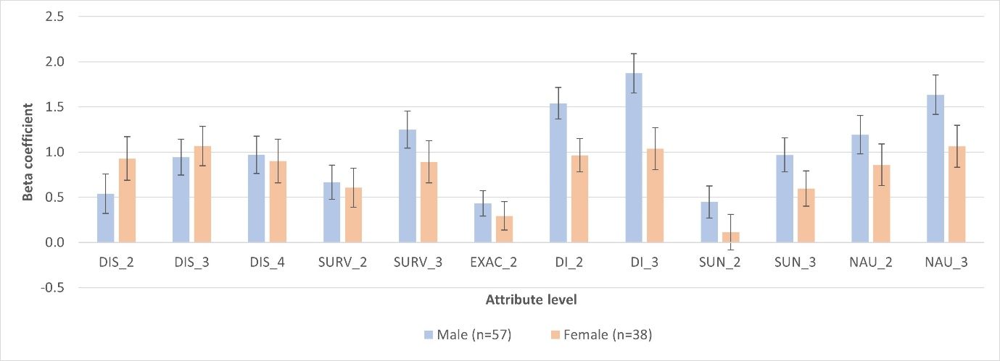 2.5
2.0
1.5
1.0
0.5
0.0
-0.5
Beta coefficient
DIS_2 DIS_3 DIS_4 SURV_2 SURV_3 EXAC_2 DI_2 DI_3 SUN_2 SUN_3 NAU_2 NAU_3
Attribute level
Male (n=57) Female (n=38)